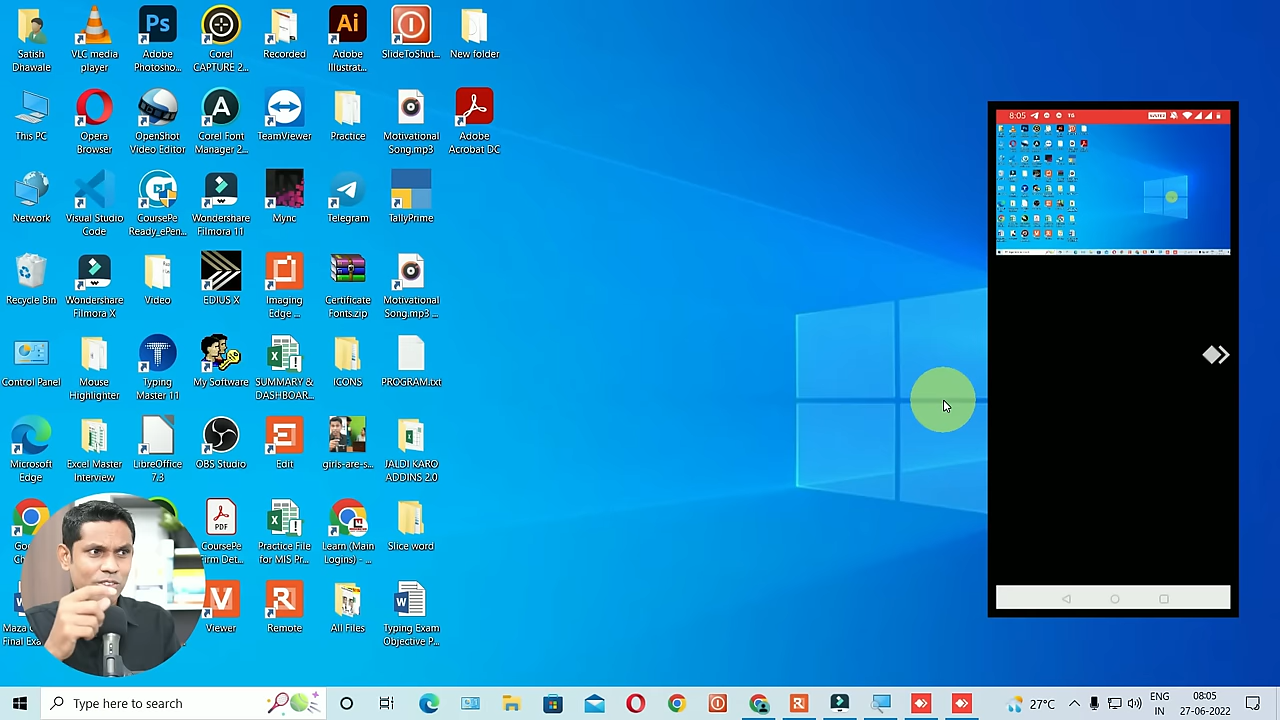 Satish
Dhawale
VLC media
player
Ps
Adobe
Photosho...
Corel
CAPTURE 2...
Recorded
Ai
Adobe
Illustrat...
SlideToShut...
New folder
This PC
Opera
Browser
OpenShot
Video Editor
Corel Font
Manager 2...
TeamViewer
Practice
Motivational
Song.mp3
Adobe
Acrobat DC
Network
Visual Studio
Code
CoursePe
Ready_ePen...
Wondershare
Filmora 11
Mync
Telegram
TallyPrime
Recycle Bin
Wondershare
Filmora X
Video
EDIUS X
Imaging
Edge ...
Certificate
Fonts.zip
Motivational
Song.mp3 ...
Control Panel
Mouse
Highlighter
Typing
Master 11
My Software
SUMMARY &
DASHBOAR...
ICONS
PROGRAM.txt
Microsoft
Edge
Excel Master
Interview
LibreOffice
7.3
OBS Studio
Edit
girls-are-s...
JALDI KARO
ADDINS 2.0
PDF
CoursePe
Firm Det...
Practice File
for MIS Pr...
Learn (Main
Logins) - ...
Slice word
Viewer
Remote
All Files
Typing Exam
Objective P...
8:05
TG
Type here to search
27°C
ENG
IN
08:05
27-06-2022